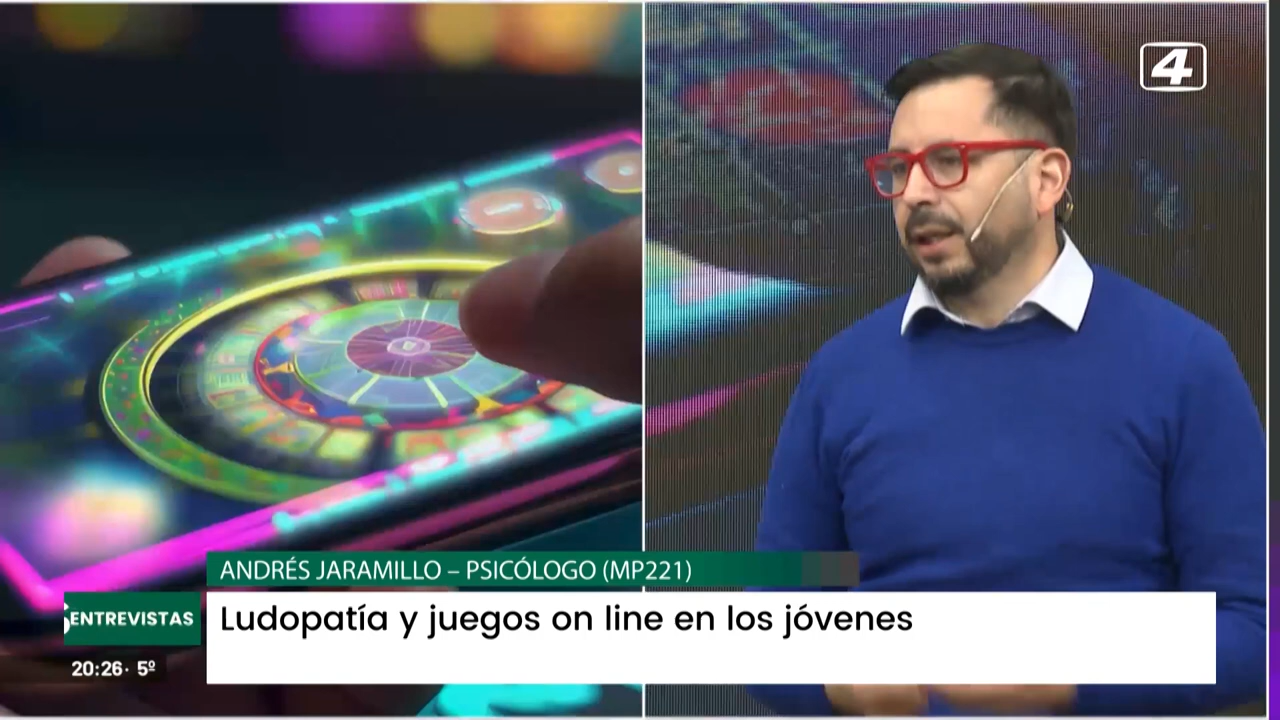 4
ANDRÉS JARAMILLO – PSICÓLOGO (MP221)
ENTREVISTAS
Ludopatía y juegos on line en los jóvenes
20:26· 5º